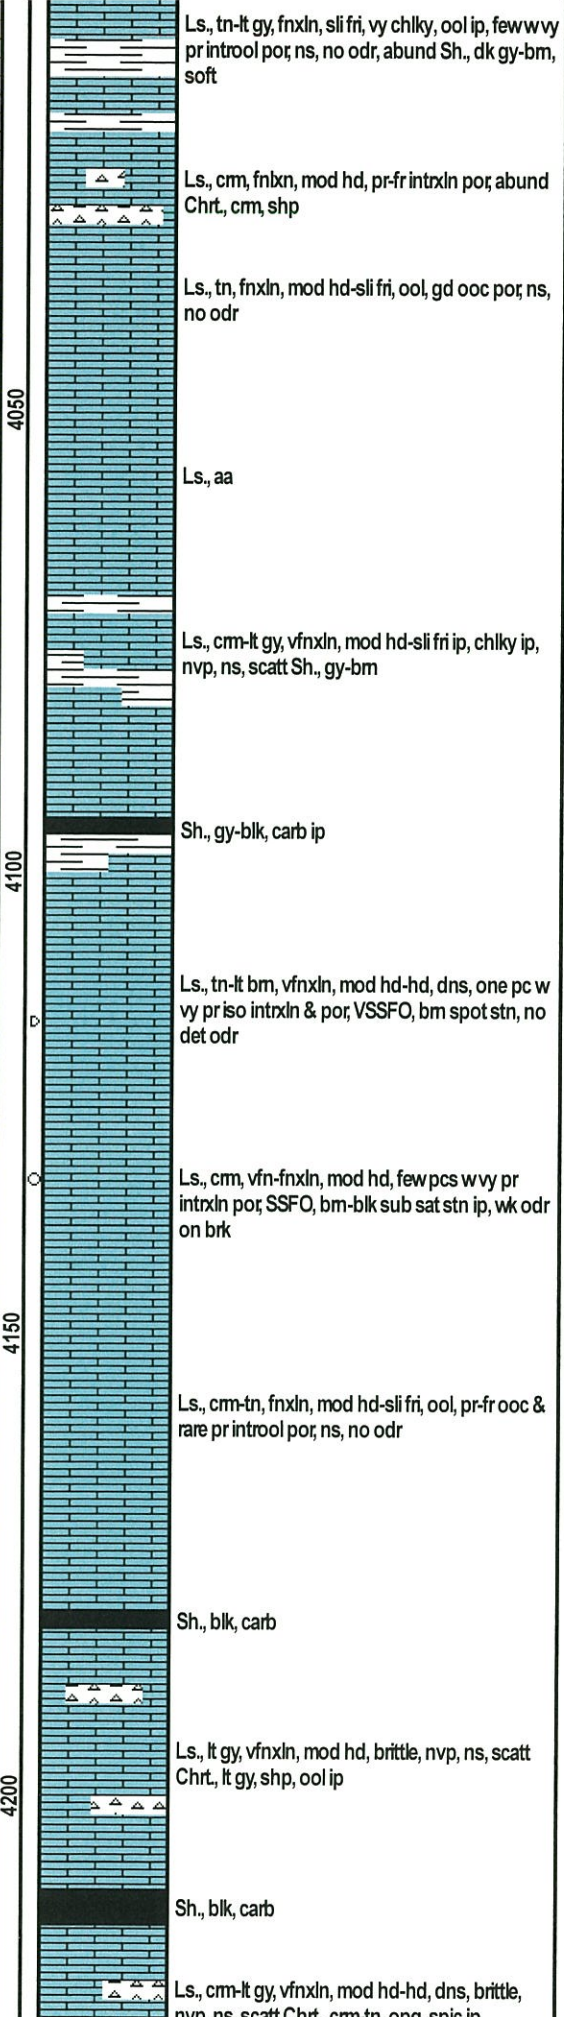 Ls., tn-lt gy, fnxln, sli fri, vy chlky, ool ip, few w vy
pr introol por, ns, no odr, abund Sh., dk gy-brn,
soft
Ls., crm, fnlxn, mod hd, pr-fr intrxln por, abund
Chrt., crm, shp
Ls., tn, fnxln, mod hd-sli fri, ool, gd ooc por, ns,
no odr
4050
Ls., aa
Ls., crm-lt gy, vfnxln, mod hd-sli fri ip, chlky ip,
nvp, ns, scatt Sh., gy-brn
Sh., gy-blk, carb ip
4100
Ls., tn-lt brn, vfnxln, mod hd-hd, dns, one pc w
vy pr iso intrxln & por, VSSFO, brn spot stn, no
det odr
Ls., crm, vfn-fnxln, mod hd, few pcs w vy pr
intrxln por, SSFO, brn-blk sub sat stn ip, wk odr
on brk
4150
Ls., crm-tn, fnxln, mod hd-sli fri, ool, pr-fr ooc &
rare pr introol por, ns, no odr
Sh., blk, carb
Ls., lt gy, vfnxln, mod hd, brittle, nvp, ns, scatt
Chrt., lt gy, shp, ool ip
4200
Sh., blk, carb
Ls., crm-lt gy, vfnxln, mod hd-hd, dns, brittle,
nvp, ns, scatt Chrt., crm-tn, opq, spic ip